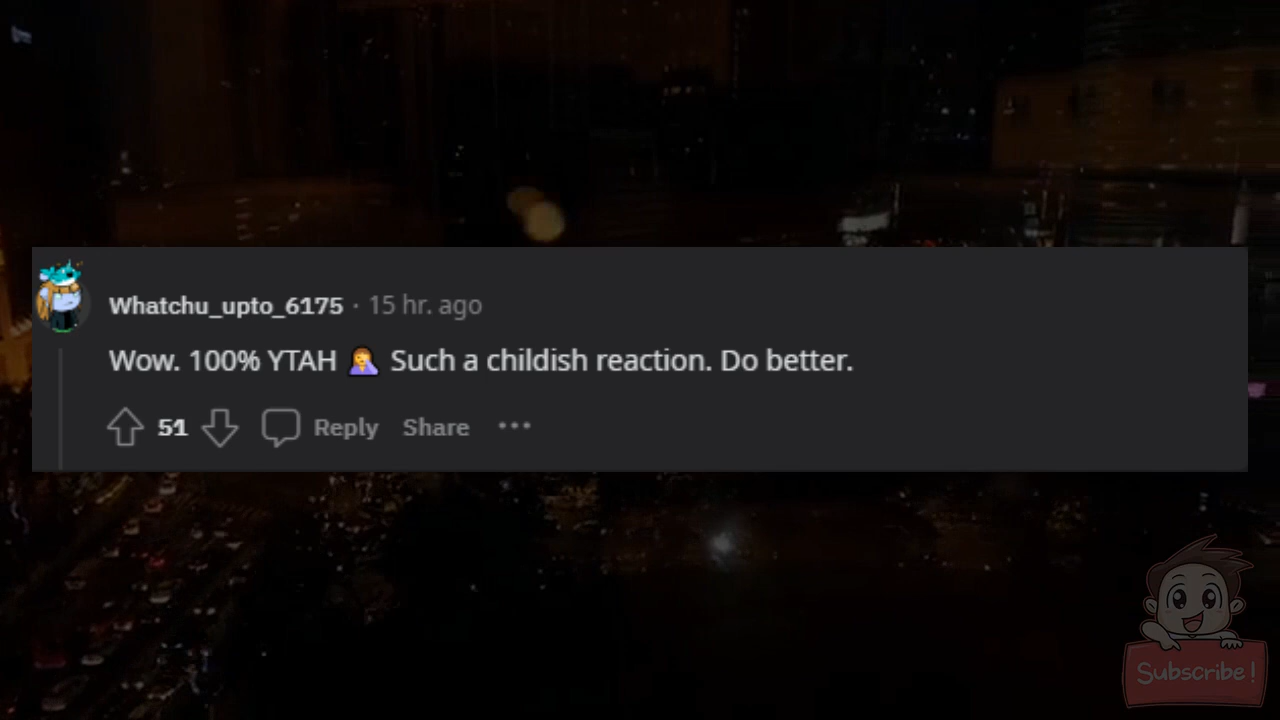 Whatchu_upto_6175 · 15 hr. ago
Wow. 100% YTAH 🤦 Such a childish reaction. Do better.
51 Reply Share ···
Subscribe!